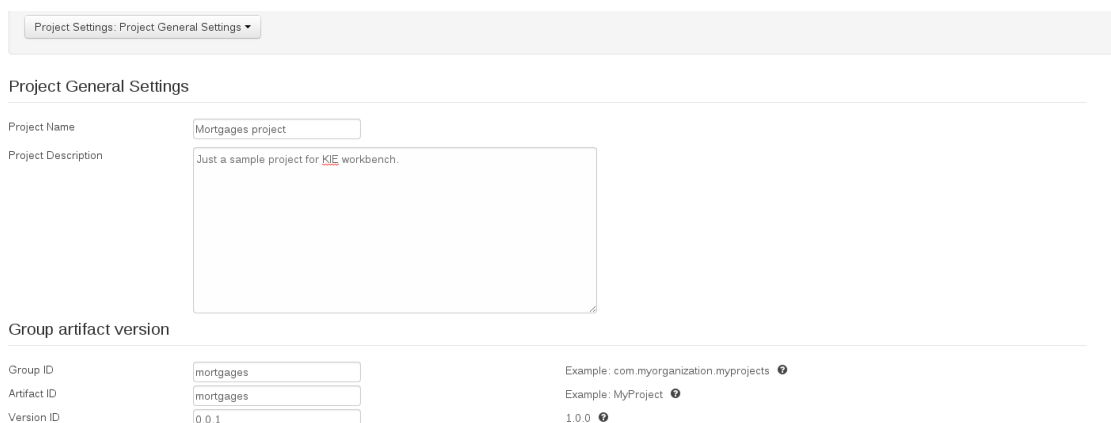 Project Settings: Project General Settings
Project General Settings
Project Name Mortgages project
Project Description Just a sample project for KIE workbench.
Group artifact version
Group ID mortgages Example: com.myorganization.myprojects
Artifact ID mortgages Example: MyProject
Version ID 0.0.1 1.0.0